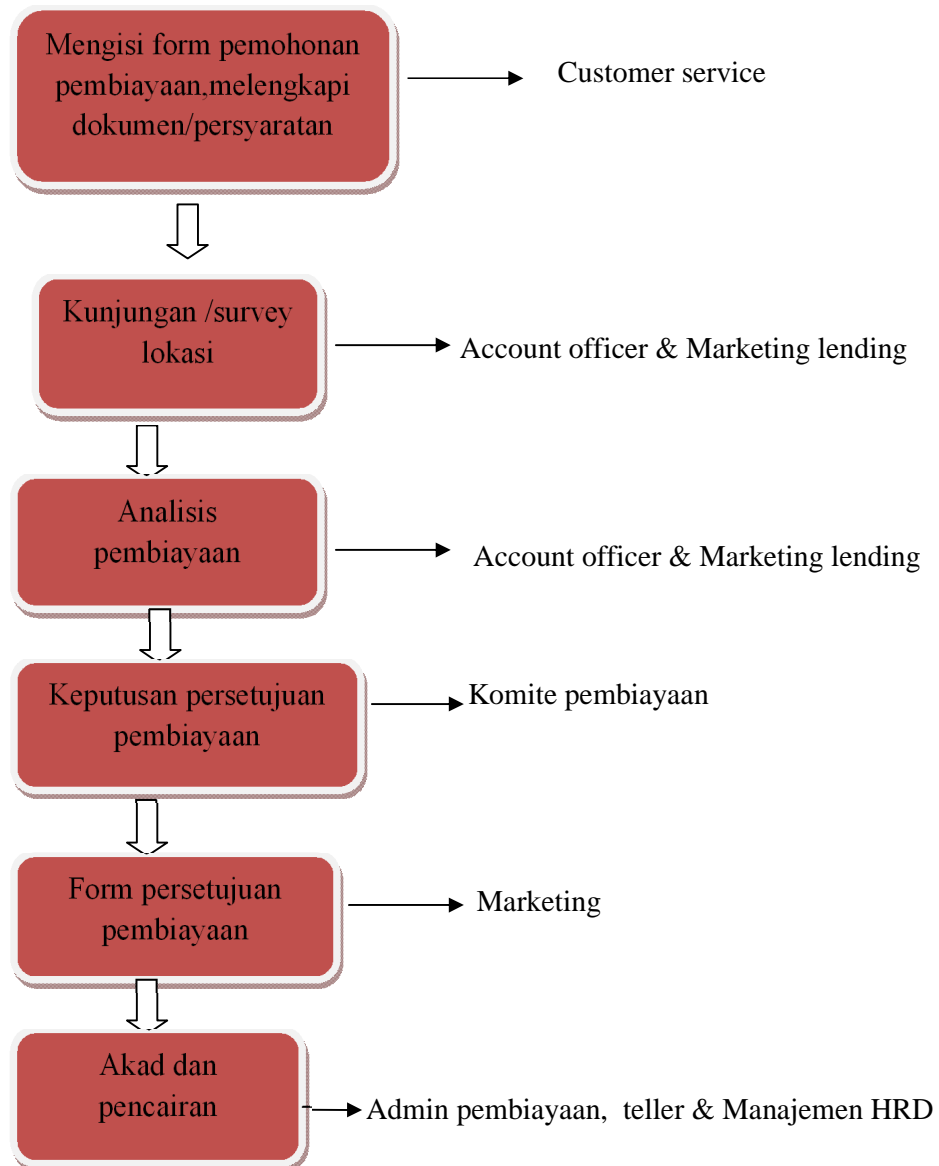 Mengisi form pemohonan
pembiayaan,melengkapi
dokumen/persyaratan
Customer service
Kunjungan /survey
lokasi
Account officer & Marketing lending
Analisis
pembiayaan
Account officer & Marketing lending
Keputusan persetujuan
pembiayaan
Komite pembiayaan
Form persetujuan
pembiayaan
Marketing
Akad dan
pencairan
Admin pembiayaan, teller & Manajemen HRD